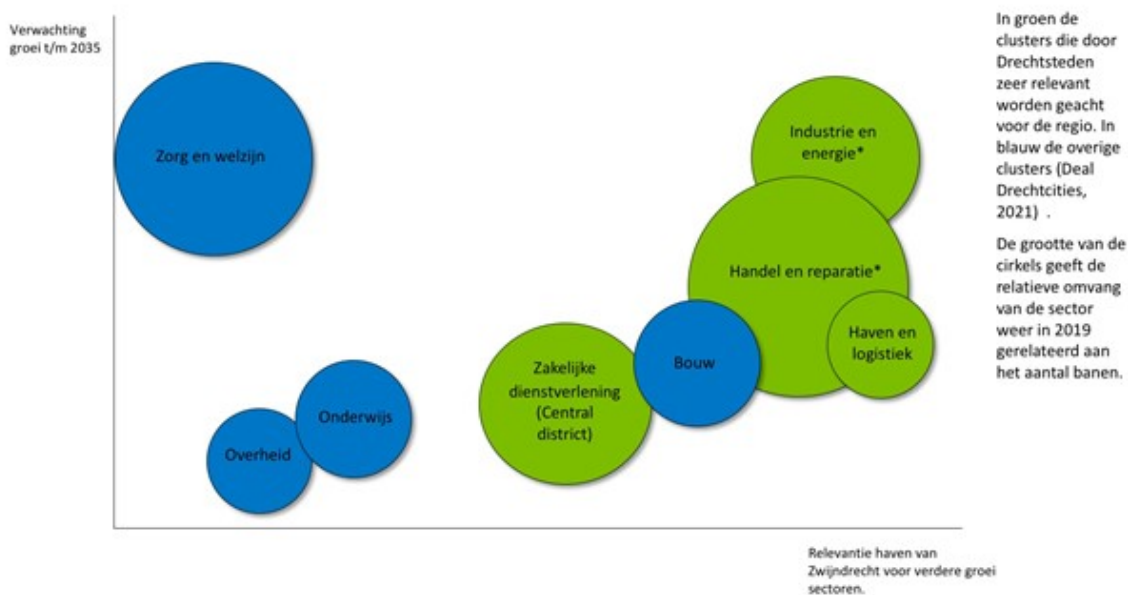 Verwachting
groei t/m 2035
Zorg en welzijn
Industrie en
energie*
Handel en reparatie*
Haven en
logistiek
Bouw
Zakelijke
dienstverlening
(Central
district)
Onderwijs
Overheid
Relevantie haven van
Zwijndrecht voor verdere groei
sectoren.
In groen de
clusters die door
Drechtsteden
zeer relevant
worden geacht
voor de regio. In
blauw de overige
clusters (Deal
Drechtcities,
2021) .
De grootte van de
cirkels geeft de
relatieve omvang
van de sector
weer in 2019
gerelateerd aan
het aantal banen.